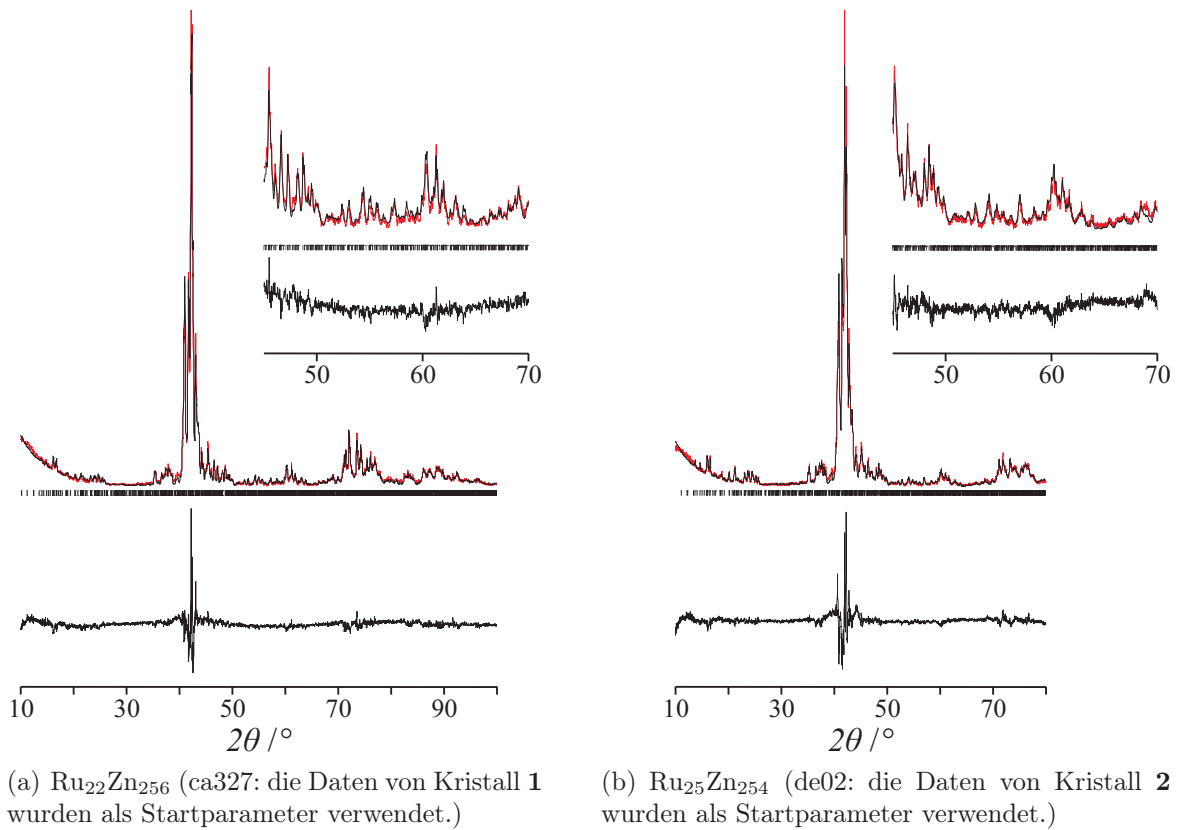 50 60 70
10 30 50 70 90
2θ /°
(a) Ru₂₂Zn₂₅₆ (ca327: die Daten von Kristall 1
wurden als Startparameter verwendet.)
50 60 70
10 30 50 70
2θ /°
(b) Ru₂₅Zn₂₅₄ (de02: die Daten von Kristall 2
wurden als Startparameter verwendet.)